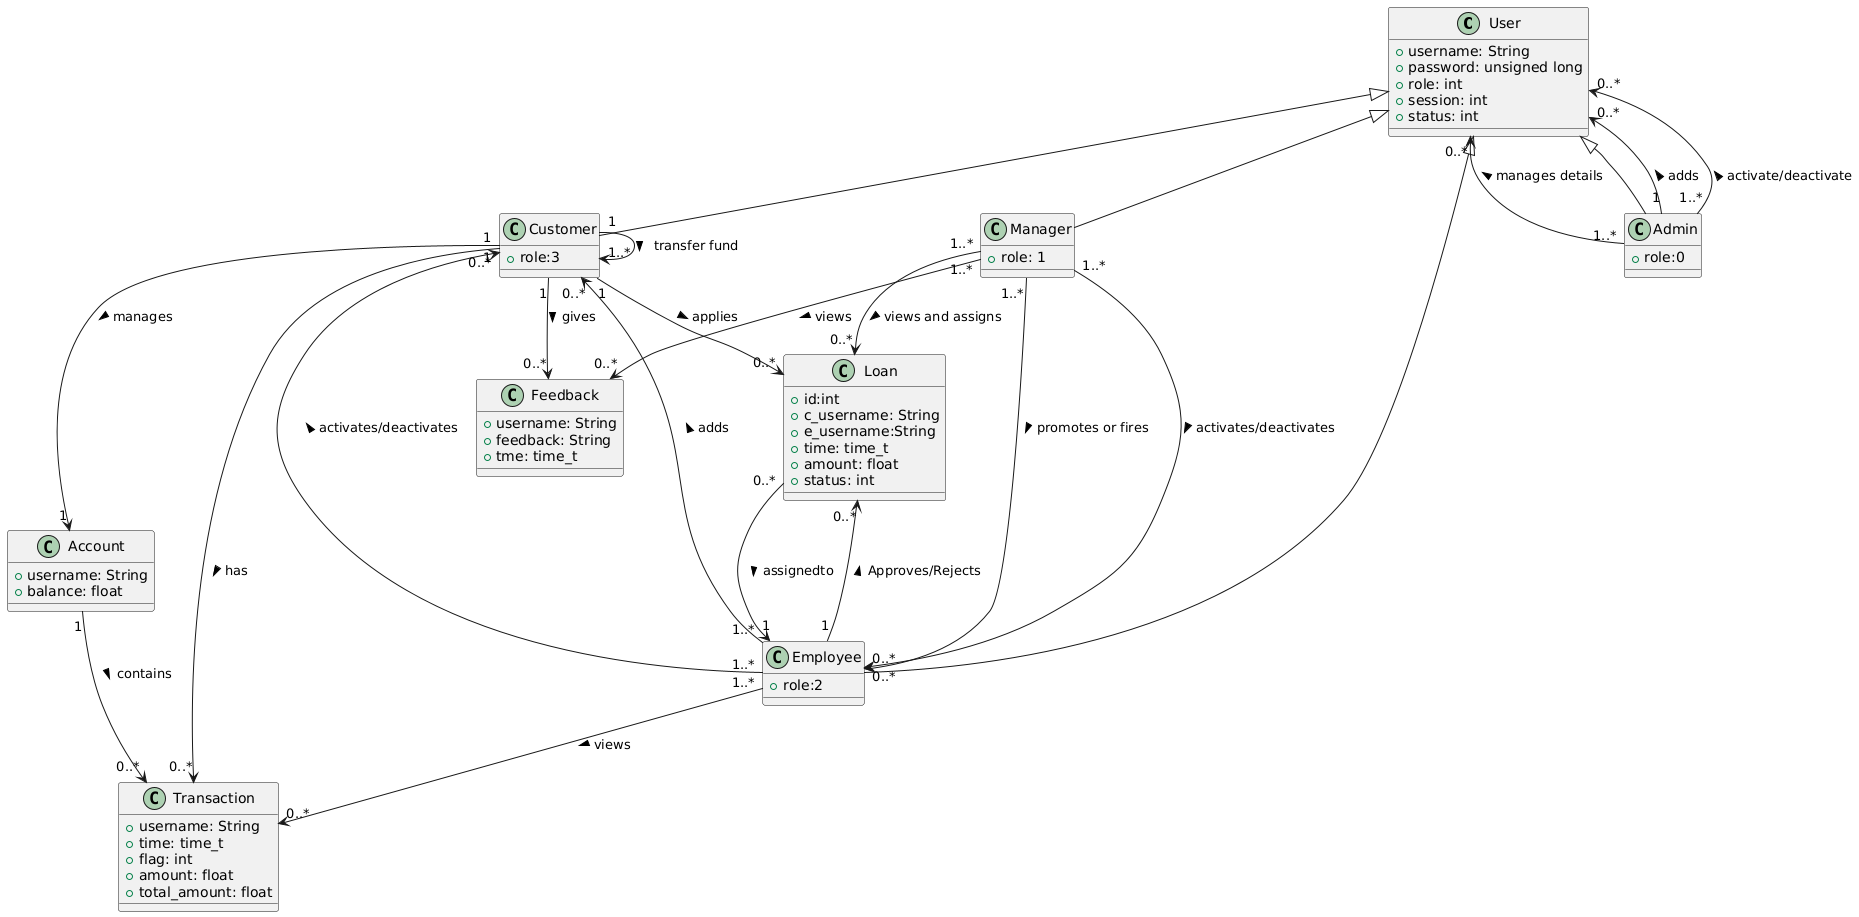 C User
username: String
password: unsigned long
role: int
session: int
status: int
0..*
0..*
0..*
manages details
adds
activate/deactivate
1
1..*
1..*
C Admin
role:0
C Customer
role:3
1
1..*
transfer fund
1
1
0..*
C Manager
role: 1
1..*
1..*
1..*
1..*
1
0..*
1
manages
gives
applies
views
views and assigns
0..*
0..*
0..*
0..*
C Feedback
username: String
feedback: String
tme: time_t
C Loan
id:int
c_username: String
e_username:String
time: time_t
amount: float
status: int
activates/deactivates
adds
promotes or fires
activates/deactivates
0..*
0..*
1
C Account
username: String
balance: float
has
assignedto
Approves/Rejects
1
1..*
1
1
1..*
1..*
0..*
0..*
C Employee
role:2
contains
views
0..*
0..*
0..*
C Transaction
username: String
time: time_t
flag: int
amount: float
total_amount: float